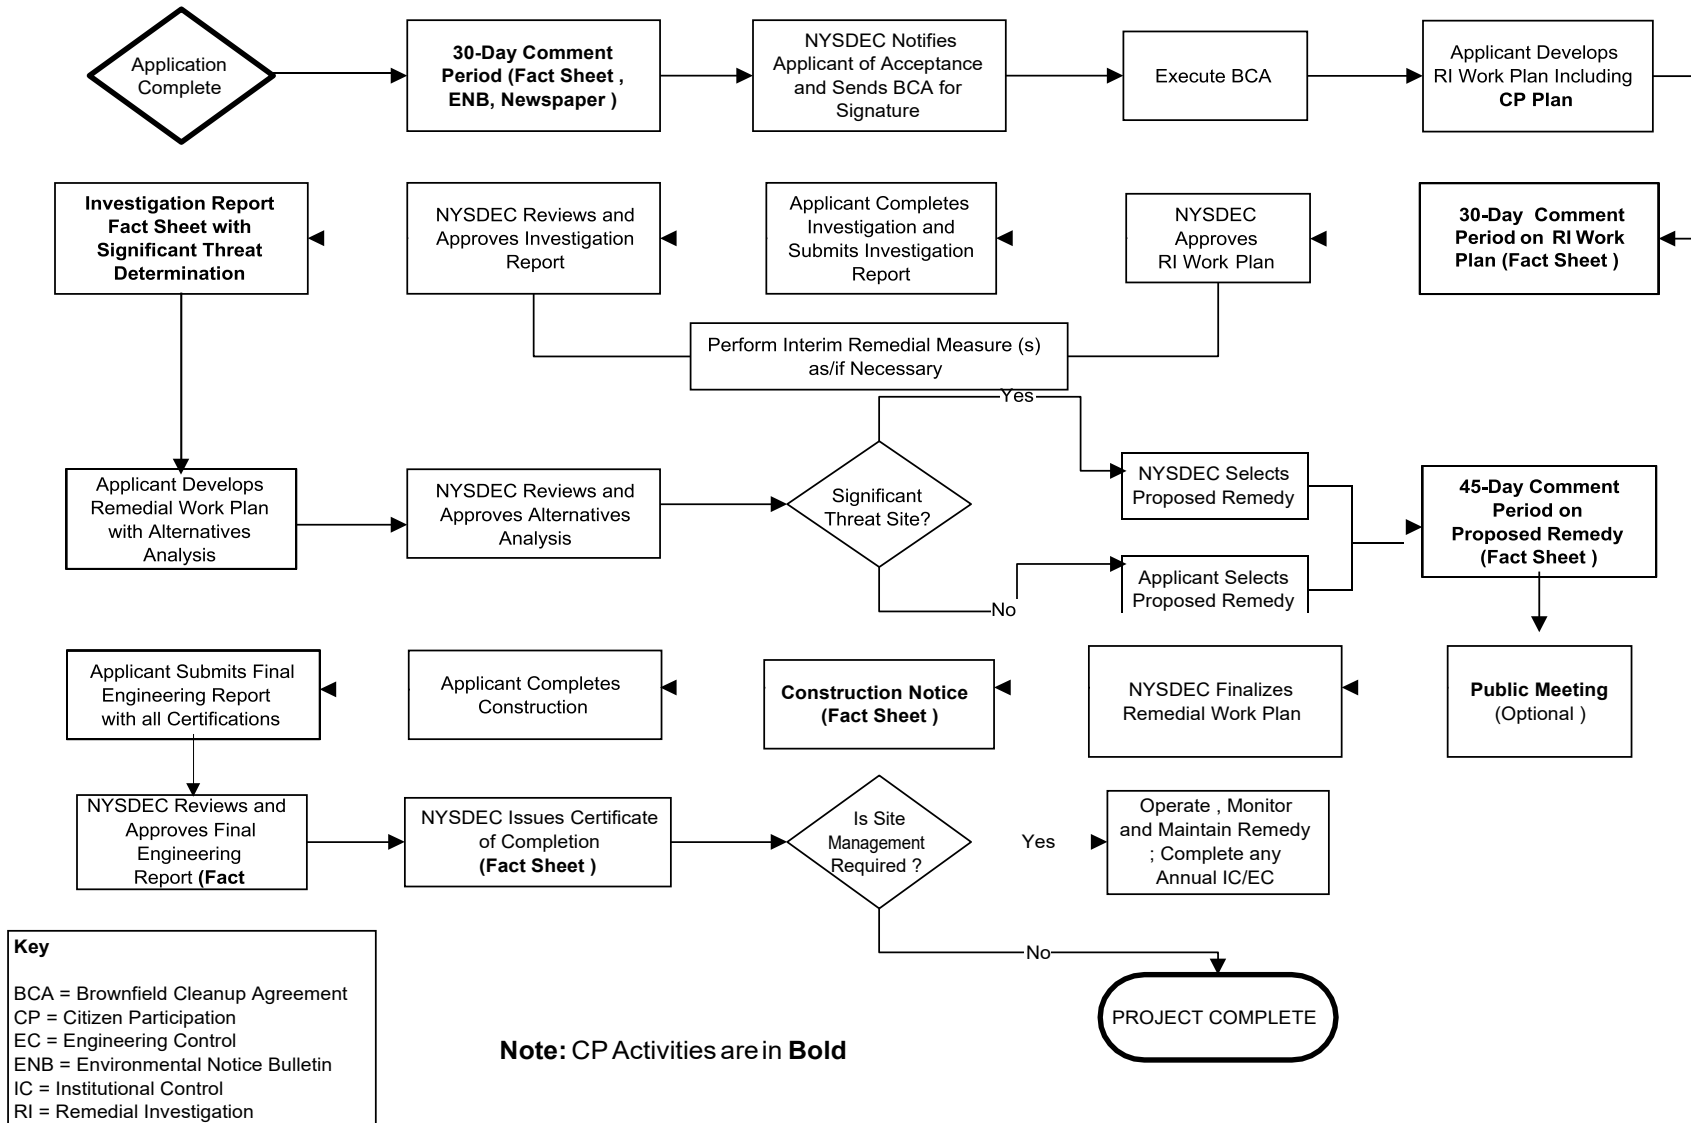 Application
Complete
30-Day Comment
Period (Fact Sheet ,
ENB, Newspaper )
NYSDEC Notifies
Applicant of Acceptance
and Sends BCA for
Signature
Execute BCA
Applicant Develops
RI Work Plan Including
CP Plan
30-Day Comment
Period on RI Work
Plan (Fact Sheet )
NYSDEC
Approves
RI Work Plan
Applicant Completes
Investigation and
Submits Investigation
Report
NYSDEC Reviews and
Approves Investigation
Report
Investigation Report
Fact Sheet with
Significant Threat
Determination
Perform Interim Remedial Measure (s)
as/if Necessary
Applicant Develops
Remedial Work Plan
with Alternatives
Analysis
NYSDEC Reviews and
Approves Alternatives
Analysis
Significant
Threat Site?
Yes
No
NYSDEC Selects
Proposed Remedy
Applicant Selects
Proposed Remedy
45-Day Comment
Period on
Proposed Remedy
(Fact Sheet )
Public Meeting
(Optional )
NYSDEC Finalizes
Remedial Work Plan
Construction Notice
(Fact Sheet )
Applicant Completes
Construction
Applicant Submits Final
Engineering Report
with all Certifications
NYSDEC Reviews and
Approves Final
Engineering
Report (Fact
NYSDEC Issues Certificate
of Completion
(Fact Sheet )
Is Site
Management
Required ?
Yes
Operate , Monitor
and Maintain Remedy
; Complete any
Annual IC/EC
No
PROJECT COMPLETE
Key
BCA = Brownfield Cleanup Agreement
CP = Citizen Participation
EC = Engineering Control
ENB = Environmental Notice Bulletin
IC = Institutional Control
RI = Remedial Investigation
Note: CP Activities are in Bold